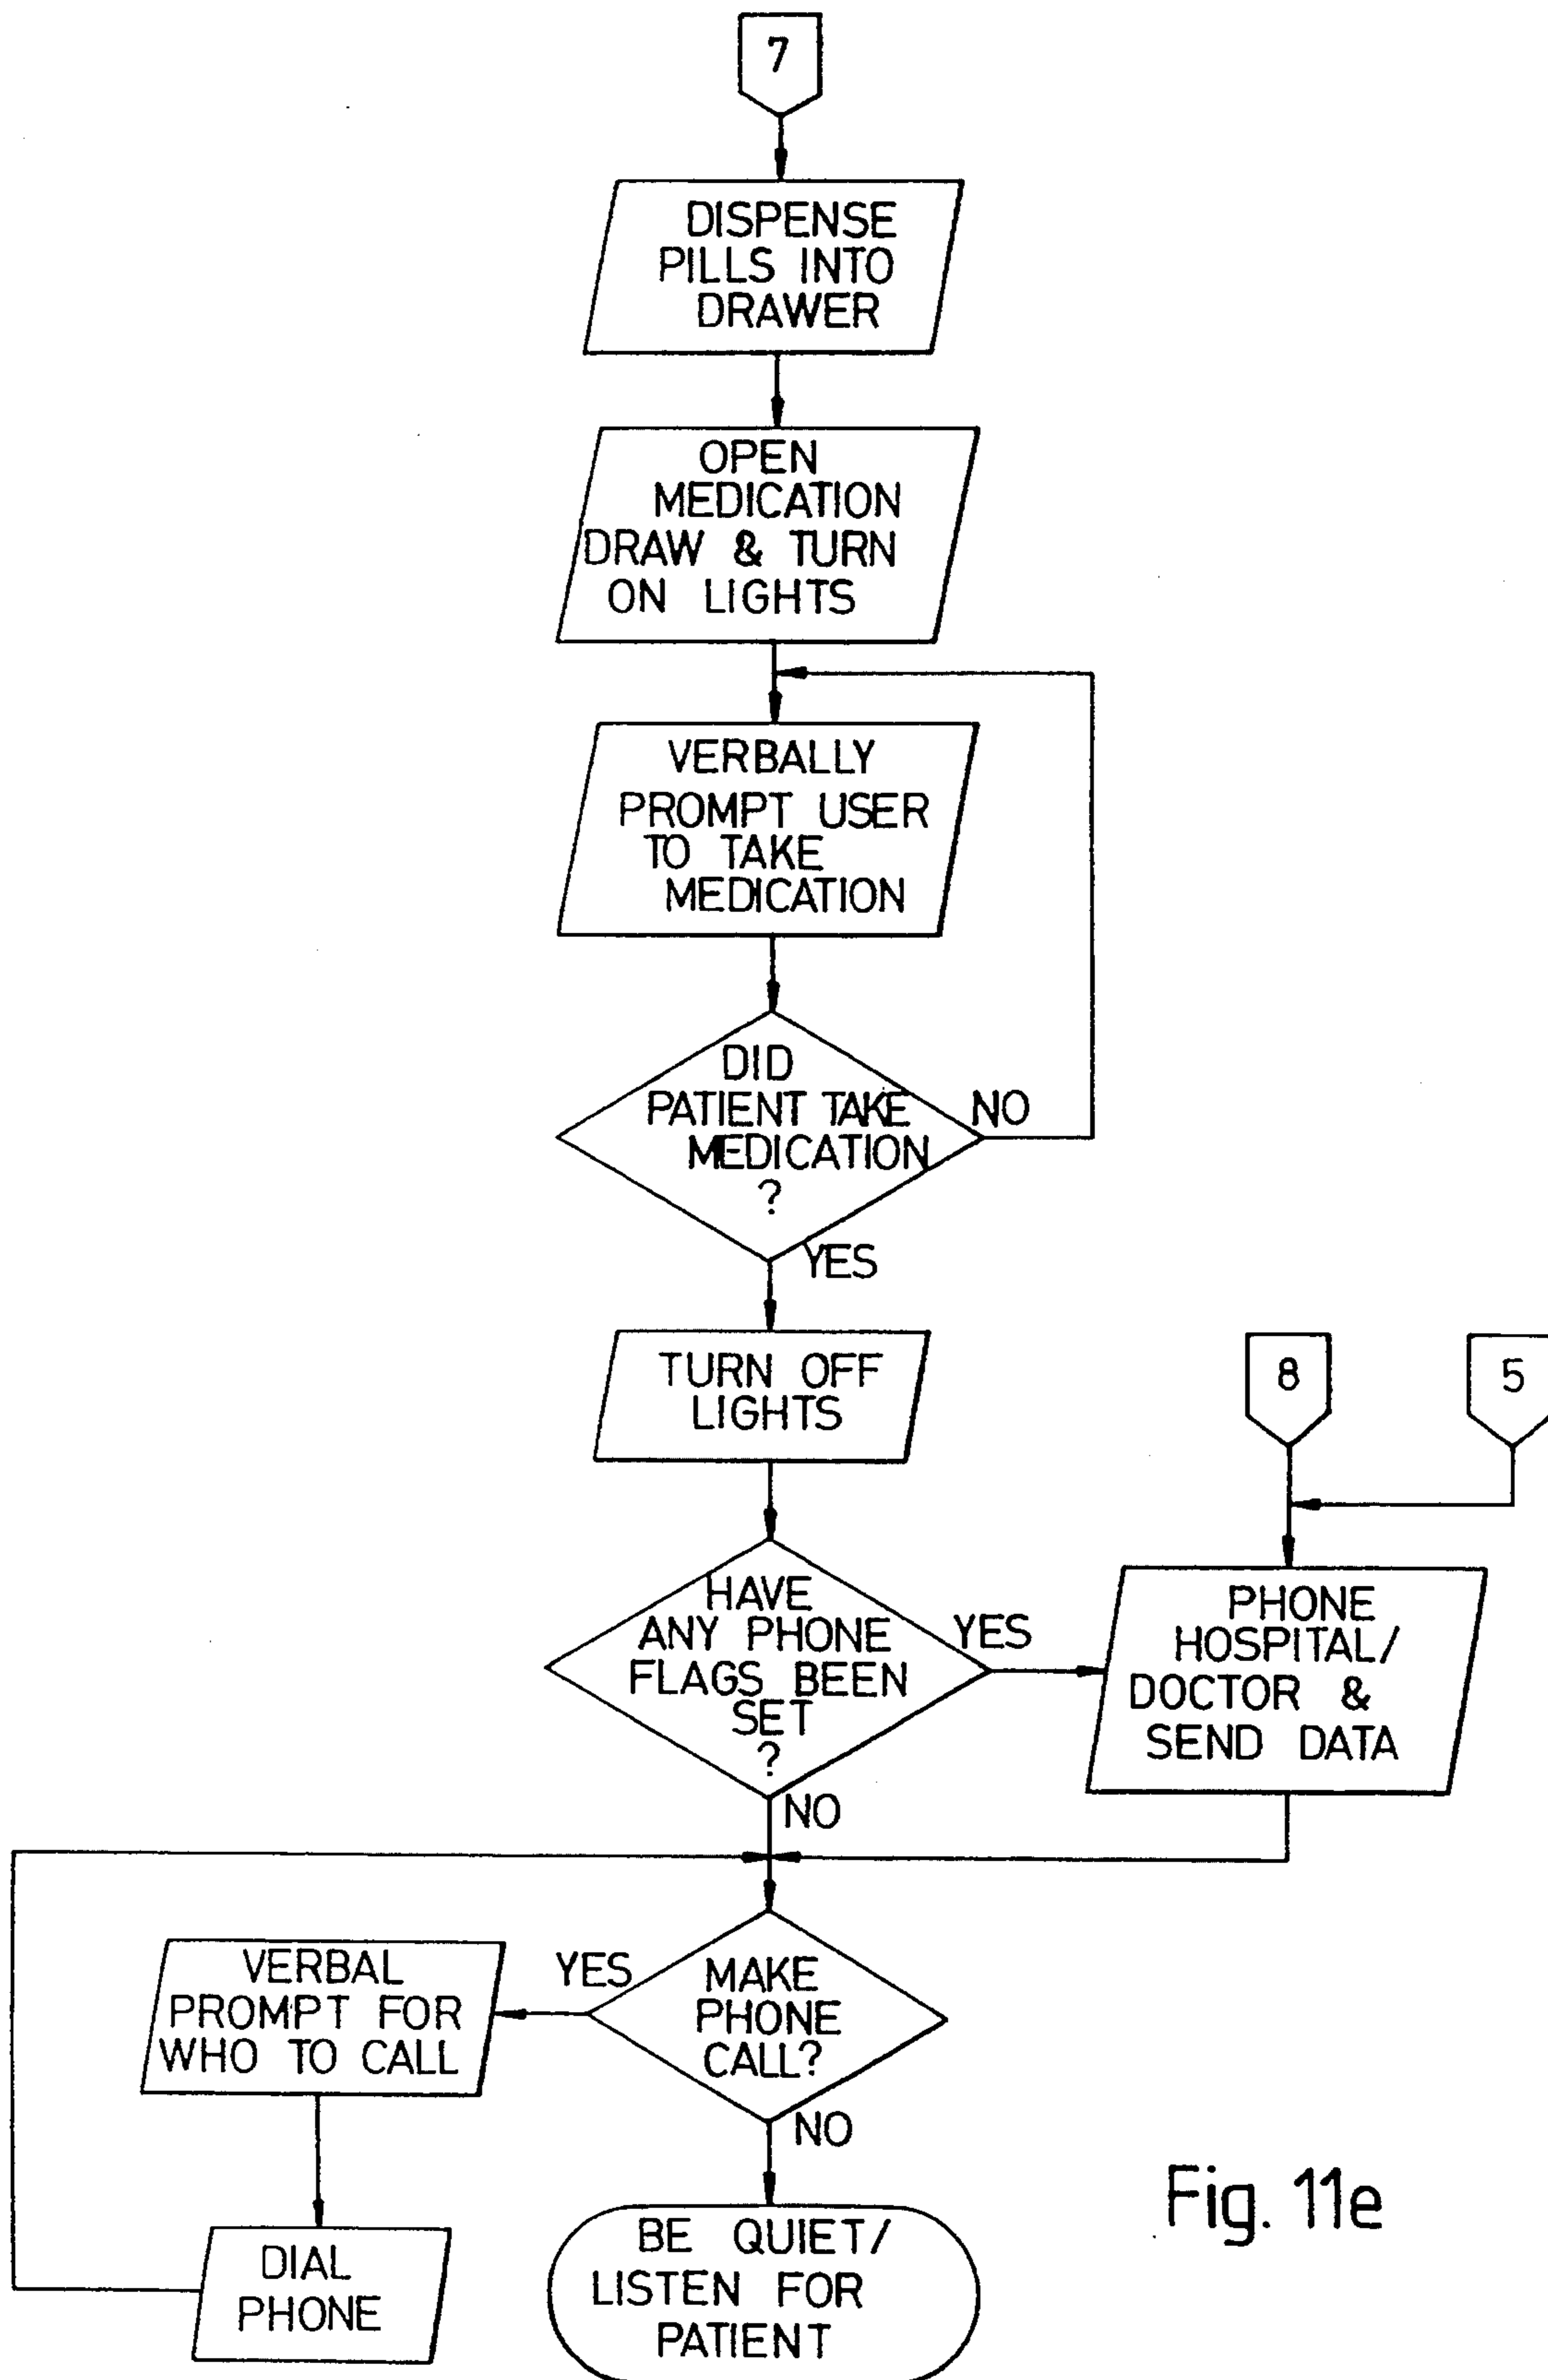 7
DISPENSE
PILLS INTO
DRAWER
OPEN
MEDICATION
DRAW & TURN
ON LIGHTS
VERBALLY
PROMPT USER
TO TAKE
MEDICATION
DID
PATIENT TAKE
MEDICATION
?
NO
YES
TURN OFF
LIGHTS
8
5
HAVE
ANY PHONE
FLAGS BEEN
SET
?
YES
PHONE
HOSPITAL/
DOCTOR &
SEND DATA
NO
MAKE
PHONE
CALL?
YES
VERBAL
PROMPT FOR
WHO TO CALL
DIAL
PHONE
NO
BE QUIET/
LISTEN FOR
PATIENT
Fig. 11e